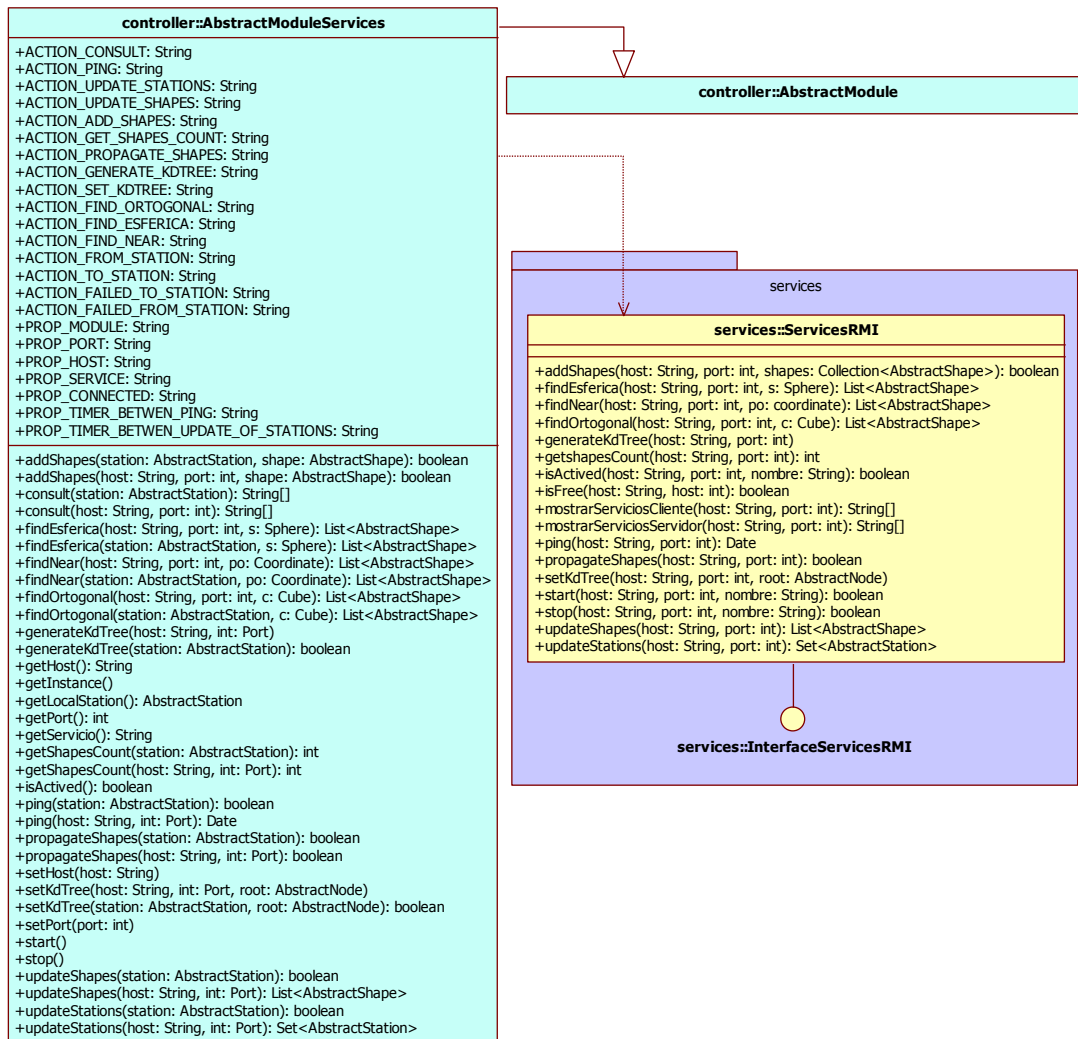 controller::AbstractModuleServices
+ACTION_CONSULT: String
+ACTION_PING: String
+ACTION_UPDATE_STATIONS: String
+ACTION_UPDATE_SHAPES: String
+ACTION_ADD_SHAPES: String
+ACTION_GET_SHAPES_COUNT: String
+ACTION_PROPAGATE_SHAPES: String
+ACTION_GENERATE_KDTREE: String
+ACTION_SET_KDTREE: String
+ACTION_FIND_ORTOGONAL: String
+ACTION_FIND_ESFERICA: String
+ACTION_FIND_NEAR: String
+ACTION_FROM_STATION: String
+ACTION_TO_STATION: String
+ACTION_FAILED_TO_STATION: String
+ACTION_FAILED_FROM_STATION: String
+PROP_MODULE: String
+PROP_PORT: String
+PROP_HOST: String
+PROP_SERVICE: String
+PROP_CONNECTED: String
+PROP_TIMER_BETWEN_PING: String
+PROP_TIMER_BETWEN_UPDATE_OF_STATIONS: String
+addShapes(station: AbstractStation, shape: AbstractShape): boolean
+addShapes(host: String, port: int, shape: AbstractShape): boolean
+consult(station: AbstractStation): String[]
+consult(host: String, port: int): String[]
+findEsferica(host: String, port: int, s: Sphere): List<AbstractShape>
+findEsferica(station: AbstractStation, s: Sphere): List<AbstractShape>
+findNear(host: String, port: int, po: Coordinate): List<AbstractShape>
+findNear(station: AbstractStation, po: Coordinate): List<AbstractShape>
+findOrtogonal(host: String, port: int, c: Cube): List<AbstractShape>
+findOrtogonal(station: AbstractStation, c: Cube): List<AbstractShape>
+generateKdTree(host: String, int: Port)
+generateKdTree(station: AbstractStation): boolean
+getHost(): String
+getInstance()
+getLocalStation(): AbstractStation
+getPort(): int
+getServicio(): String
+getShapesCount(station: AbstractStation): int
+getShapesCount(host: String, int: Port): int
+isActived(): boolean
+ping(station: AbstractStation): boolean
+ping(host: String, int: Port): Date
+propagateShapes(station: AbstractStation): boolean
+propagateShapes(host: String, int: Port): boolean
+setHost(host: String)
+setKdTree(host: String, int: Port, root: AbstractNode)
+setKdTree(station: AbstractStation, root: AbstractNode): boolean
+setPort(port: int)
+start()
+stop()
+updateShapes(station: AbstractStation): boolean
+updateShapes(host: String, int: Port): List<AbstractShape>
+updateStations(station: AbstractStation): boolean
+updateStations(host: String, int: Port): Set<AbstractStation>
controller::AbstractModule
services
services::ServicesRMI
+addShapes(host: String, port: int, shapes: Collection<AbstractShape>): boolean
+findEsferica(host: String, port: int, s: Sphere): List<AbstractShape>
+findNear(host: String, port: int, po: coordinate): List<AbstractShape>
+findOrtogonal(host: String, port: int, c: Cube): List<AbstractShape>
+generateKdTree(host: String, port: int)
+getshapesCount(host: String, port: int): int
+isActived(host: String, port: int, nombre: String): boolean
+isFree(host: String, host: int): boolean
+mostrarServiciosCliente(host: String, port: int): String[]
+mostrarServiciosServidor(host: String, port: int): String[]
+ping(host: String, port: int): Date
+propagateShapes(host: String, port: int): boolean
+setKdTree(host: String, port: int, root: AbstractNode)
+start(host: String, port: int, nombre: String): boolean
+stop(host: String, port: int, nombre: String): boolean
+updateShapes(host: String, port: int): List<AbstractShape>
+updateStations(host: String, port: int): Set<AbstractStation>
services::InterfaceServicesRMI